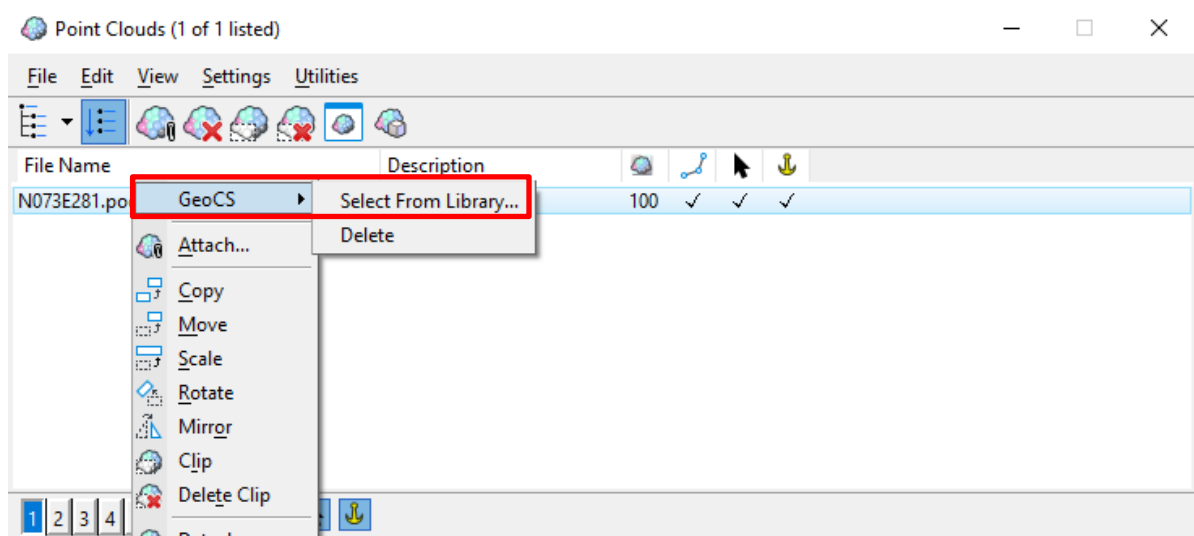 Point Clouds (1 of 1 listed)
File Edit View Settings Utilities
File Name Description
N073E281.po 100
GeoCS Select From Library...
Delete
Attach...
Copy
Move
Scale
Rotate
Mirror
Clip
Delete Clip
1 2 3 4